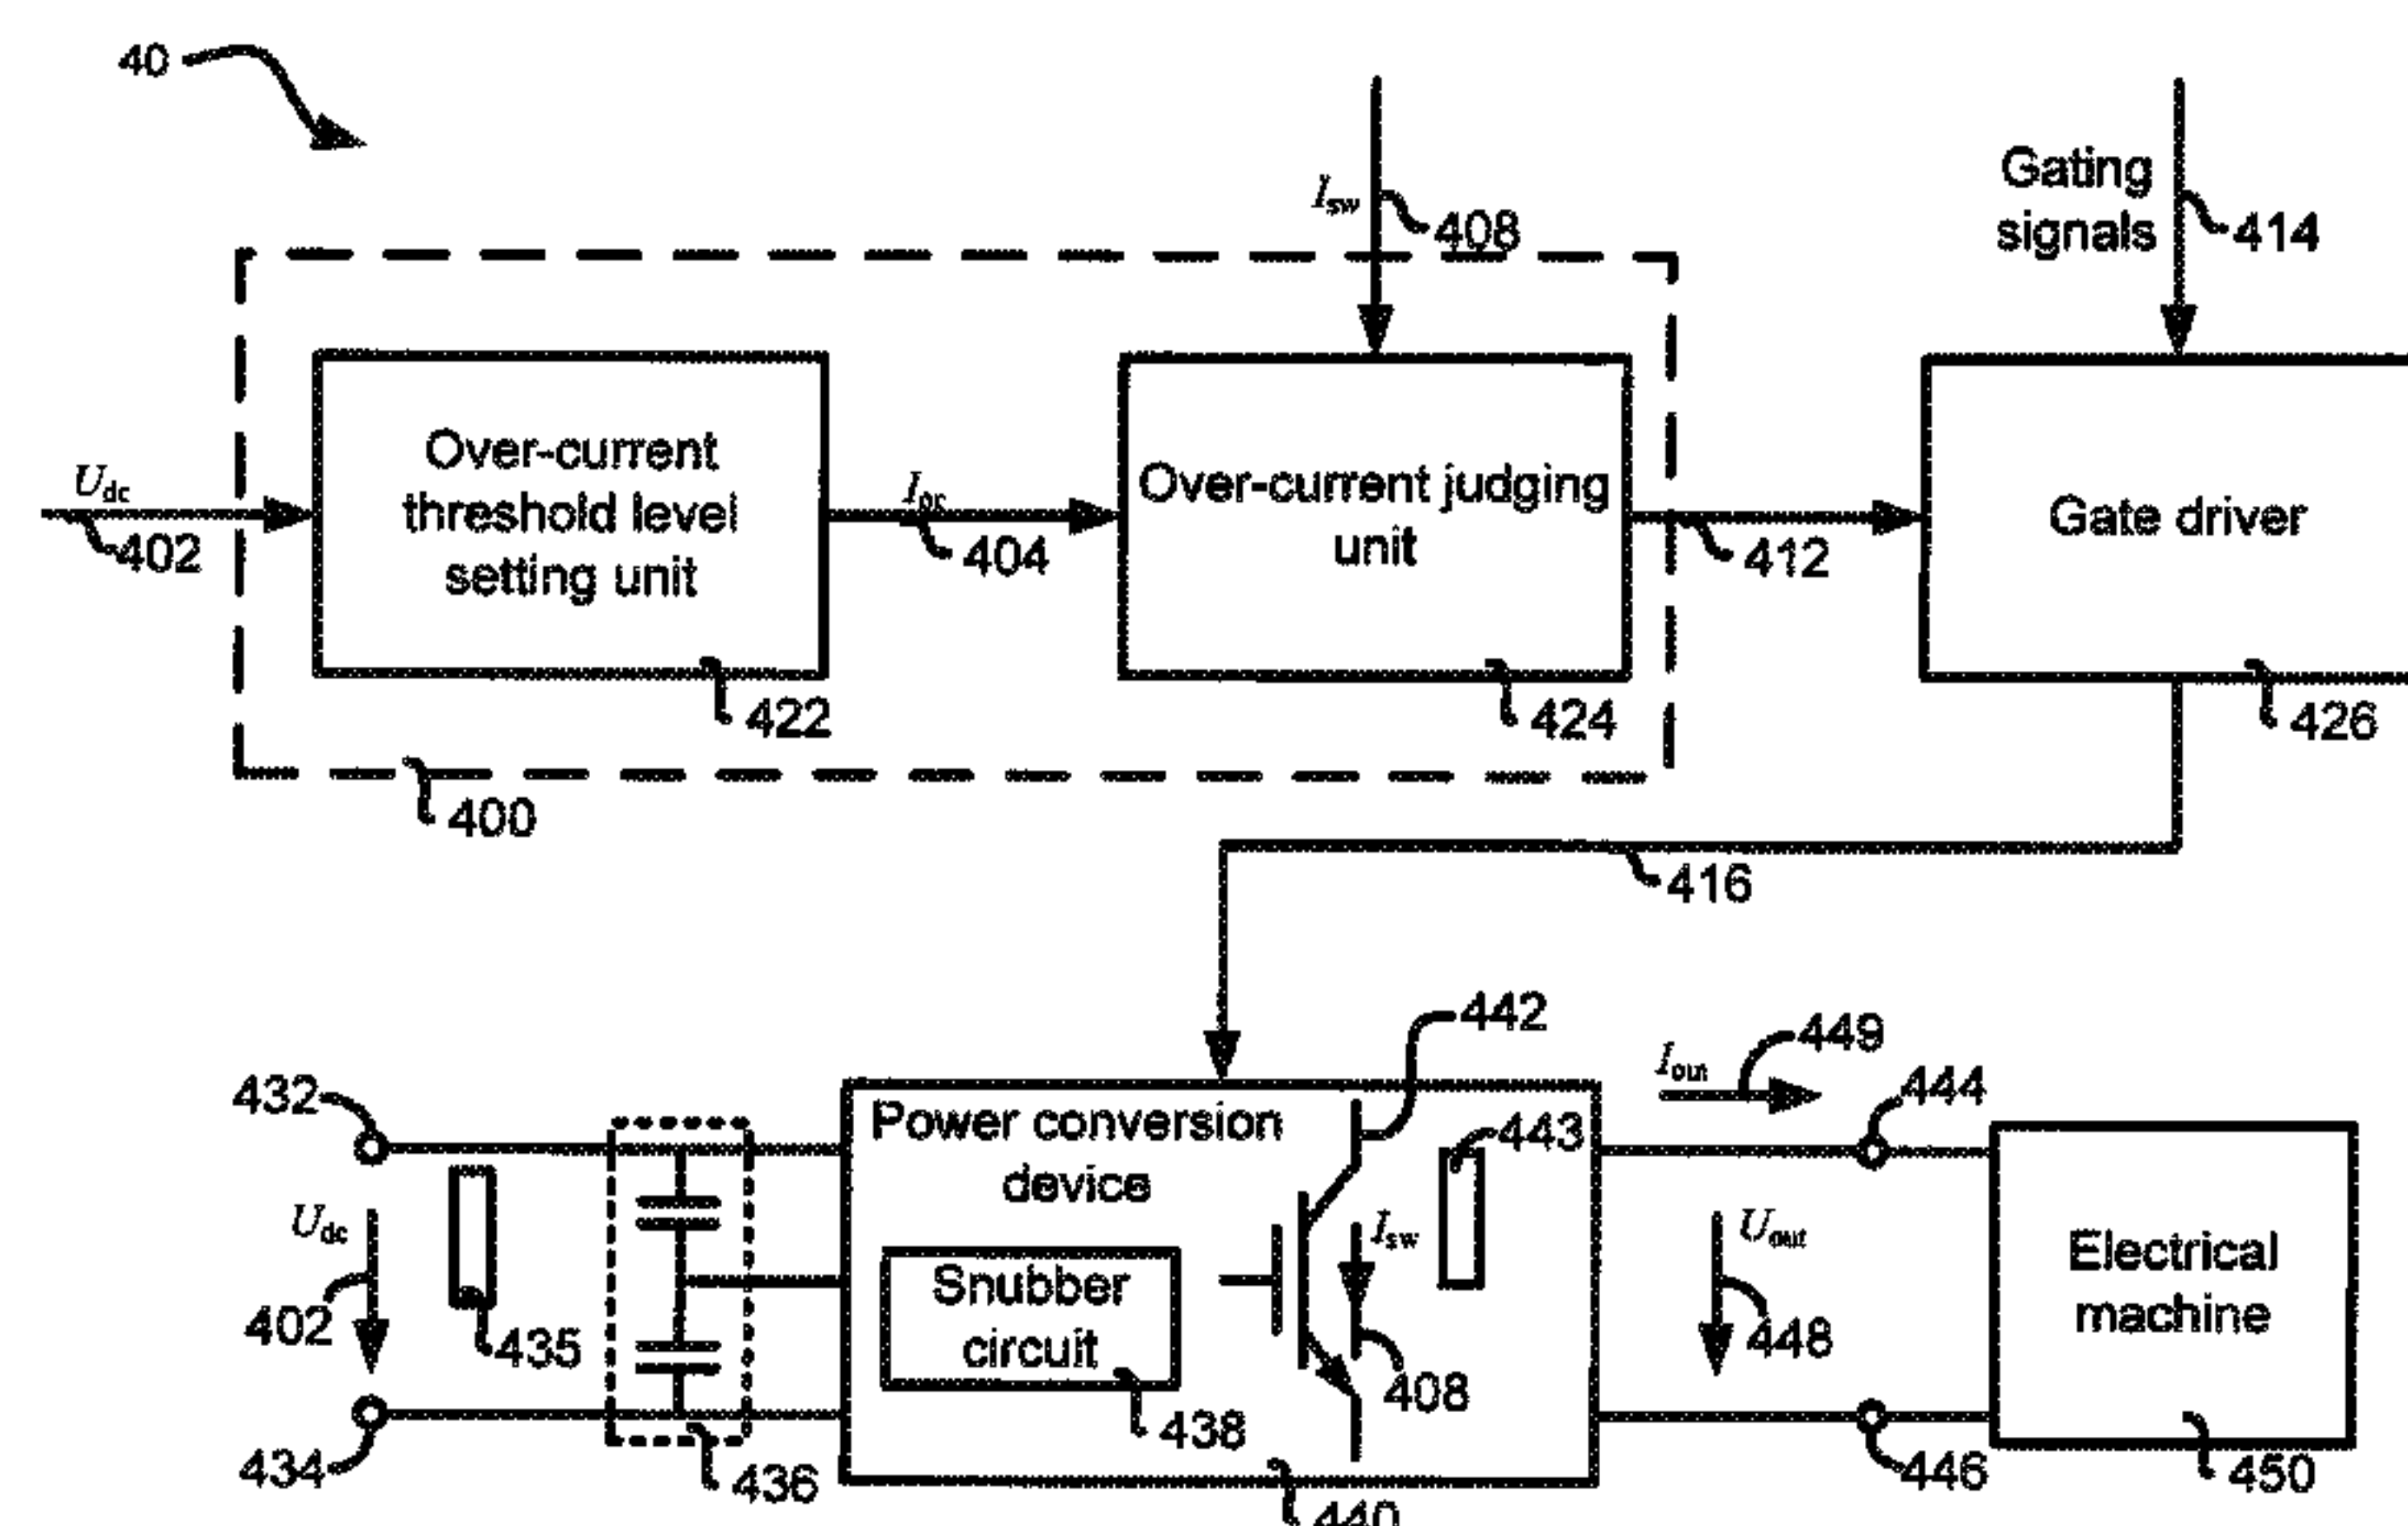 40
I_sw
408
Gating
signals
414
U_dc
402
Over-current
threshold level
setting unit
422
I_oc
404
Over-current judging
unit
424
412
Gate driver
426
400
416
442
I_out
449
444
432
Power conversion
device
443
U_dc
402
435
I_sw
U_out
448
Snubber
circuit
438
408
Electrical
machine
434
436
440
446
450